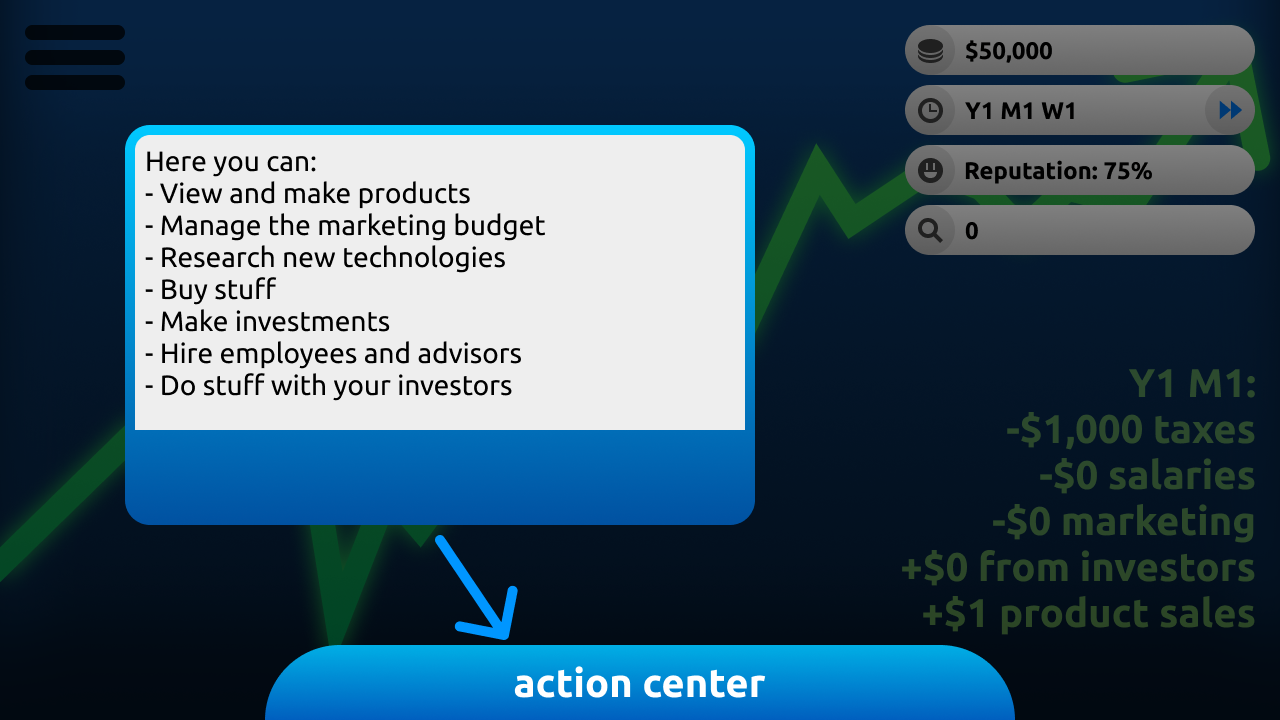 $50,000
Y1 M1 W1
Reputation: 75%
0
Here you can:
- View and make products
- Manage the marketing budget
- Research new technologies
- Buy stuff
- Make investments
- Hire employees and advisors
- Do stuff with your investors
Y1 M1:
-$1,000 taxes
-$0 salaries
-$0 marketing
+$0 from investors
+$1 product sales
action center